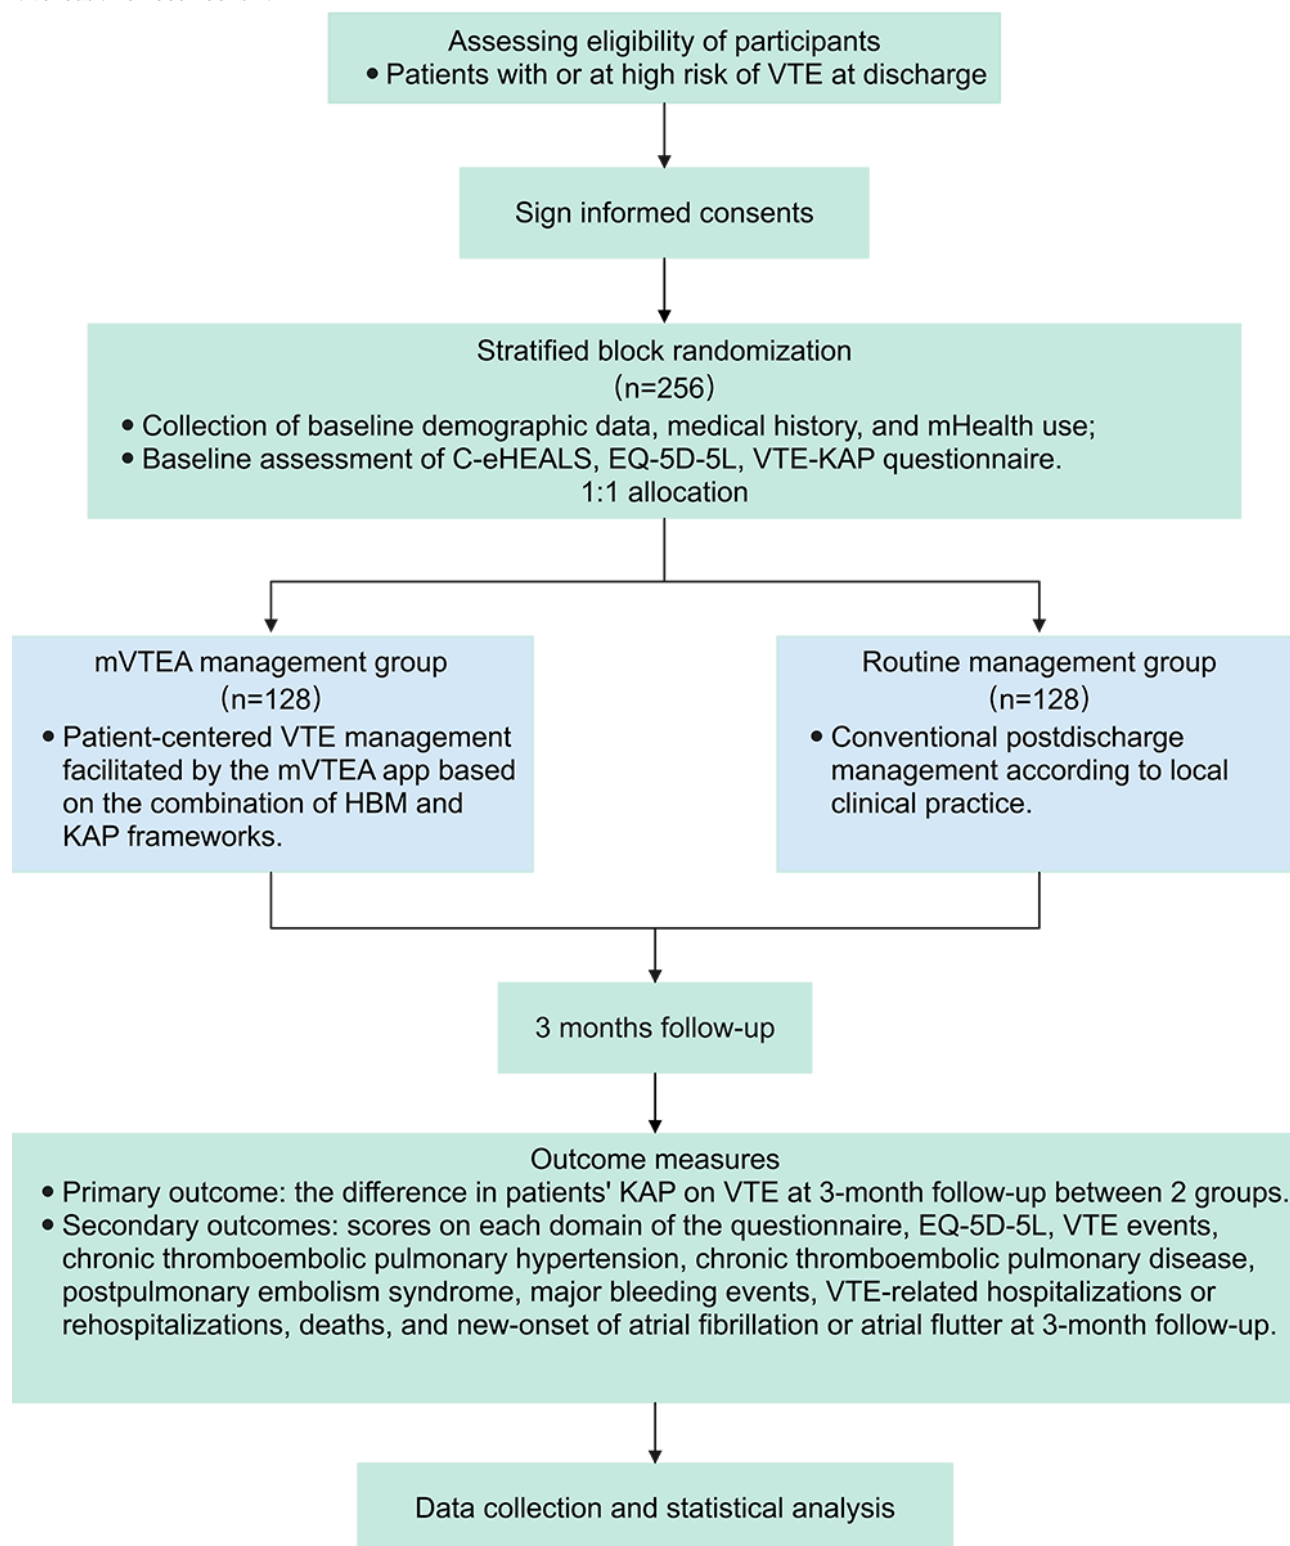 Assessing eligibility of participants
• Patients with or at high risk of VTE at discharge
Sign informed consents
Stratified block randomization
(n=256)
• Collection of baseline demographic data, medical history, and mHealth use;
• Baseline assessment of C-eHEALS, EQ-5D-5L, VTE-KAP questionnaire.
1:1 allocation
mVTEA management group
(n=128)
• Patient-centered VTE management
facilitated by the mVTEA app based
on the combination of HBM and
KAP frameworks.
Routine management group
(n=128)
• Conventional postdischarge
management according to local
clinical practice.
3 months follow-up
Outcome measures
• Primary outcome: the difference in patients' KAP on VTE at 3-month follow-up between 2 groups.
• Secondary outcomes: scores on each domain of the questionnaire, EQ-5D-5L, VTE events,
chronic thromboembolic pulmonary hypertension, chronic thromboembolic pulmonary disease,
postpulmonary embolism syndrome, major bleeding events, VTE-related hospitalizations or
rehospitalizations, deaths, and new-onset of atrial fibrillation or atrial flutter at 3-month follow-up.
Data collection and statistical analysis